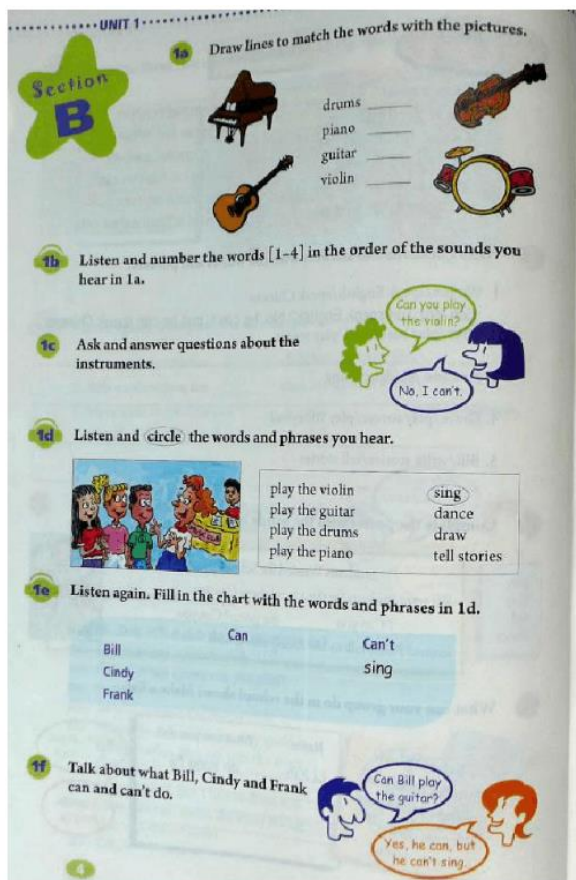 UNIT 1
Section
B
1a Draw lines to match the words with the pictures.
drums ______
piano ______
guitar ______
violin ______
1b Listen and number the words [1–4] in the order of the sounds you
hear in 1a.
1c Ask and answer questions about the
instruments.
Can you play
the violin?
No, I can't.
1d Listen and circle the words and phrases you hear.
play the violin sing
play the guitar dance
play the drums draw
play the piano tell stories
1e Listen again. Fill in the chart with the words and phrases in 1d.
Can Can't
Bill sing
Cindy
Frank
1f Talk about what Bill, Cindy and Frank
can and can't do.
Can Bill play
the guitar?
Yes, he can, but
he can't sing.
4